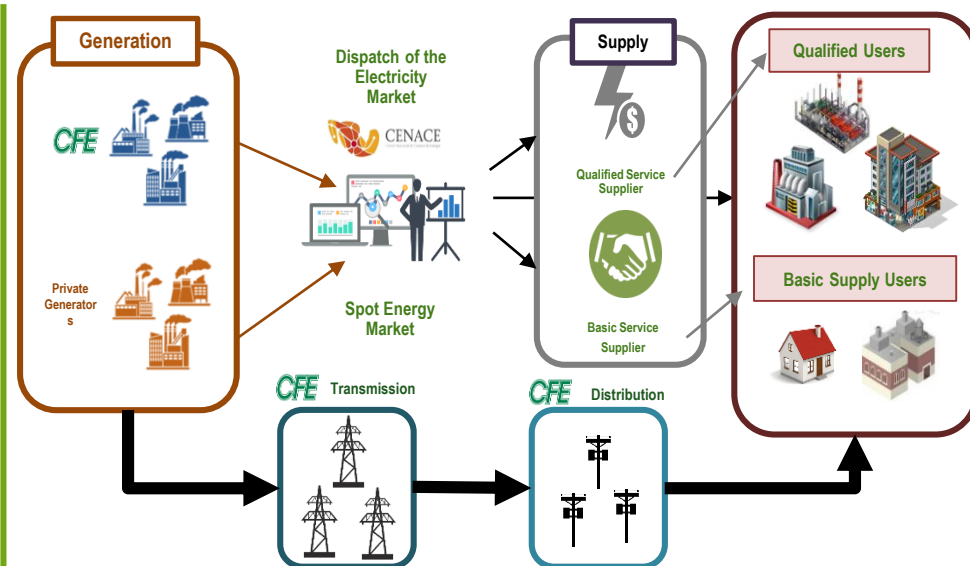 Generation
CFE
Private
Generator
s
Dispatch of the
Electricity
Market
CENACE
Spot Energy
Market
Supply
$
Qualified Service
Supplier
Basic Service
Supplier
Qualified Users
Basic Supply Users
CFE Transmission
CFE Distribution